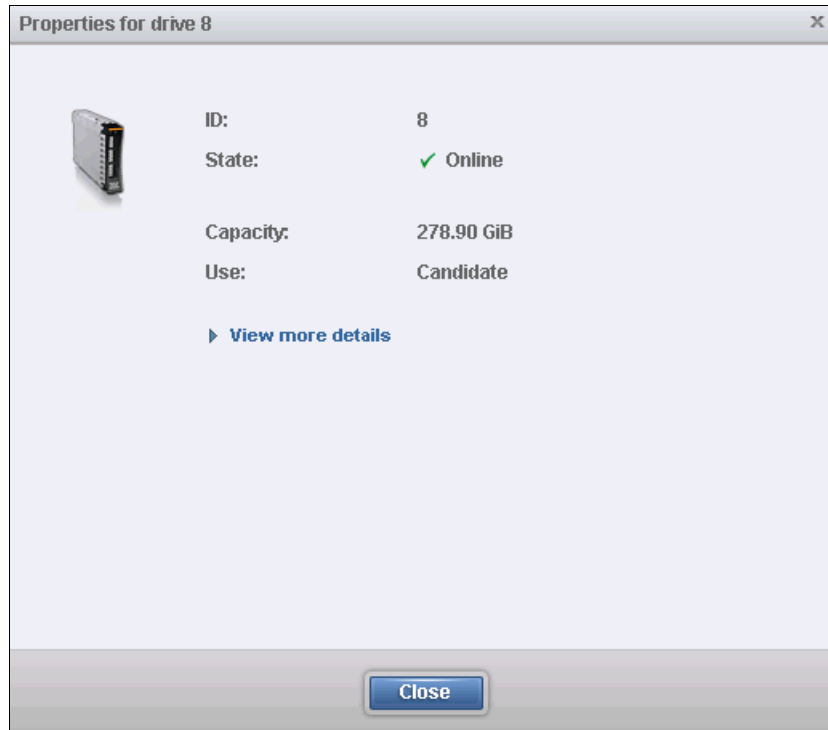 Properties for drive 8 x
ID: 8
State: ✓ Online
Capacity: 278.90 GiB
Use: Candidate
View more details
Close